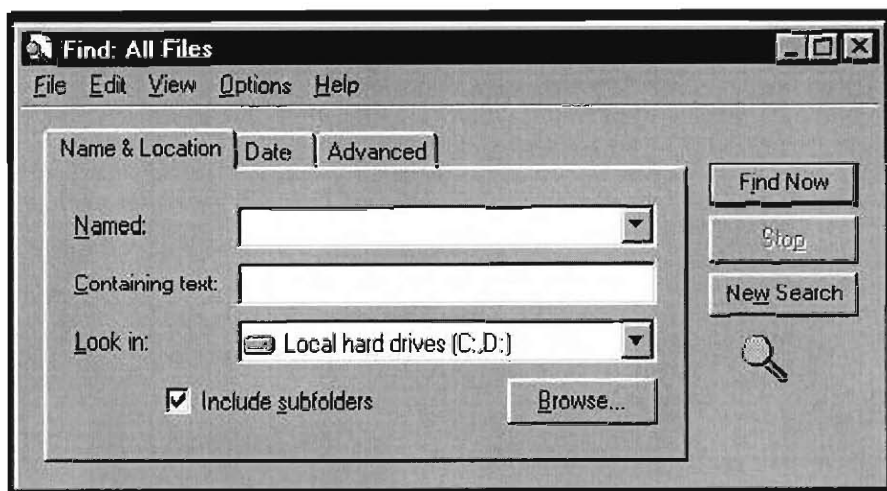 Find: All Files
File Edit View Options Help
Name & Location Date Advanced
Find Now
Named:
Stop
Containing text:
New Search
Look in: Local hard drives (C:,D:)
Include subfolders Browse...